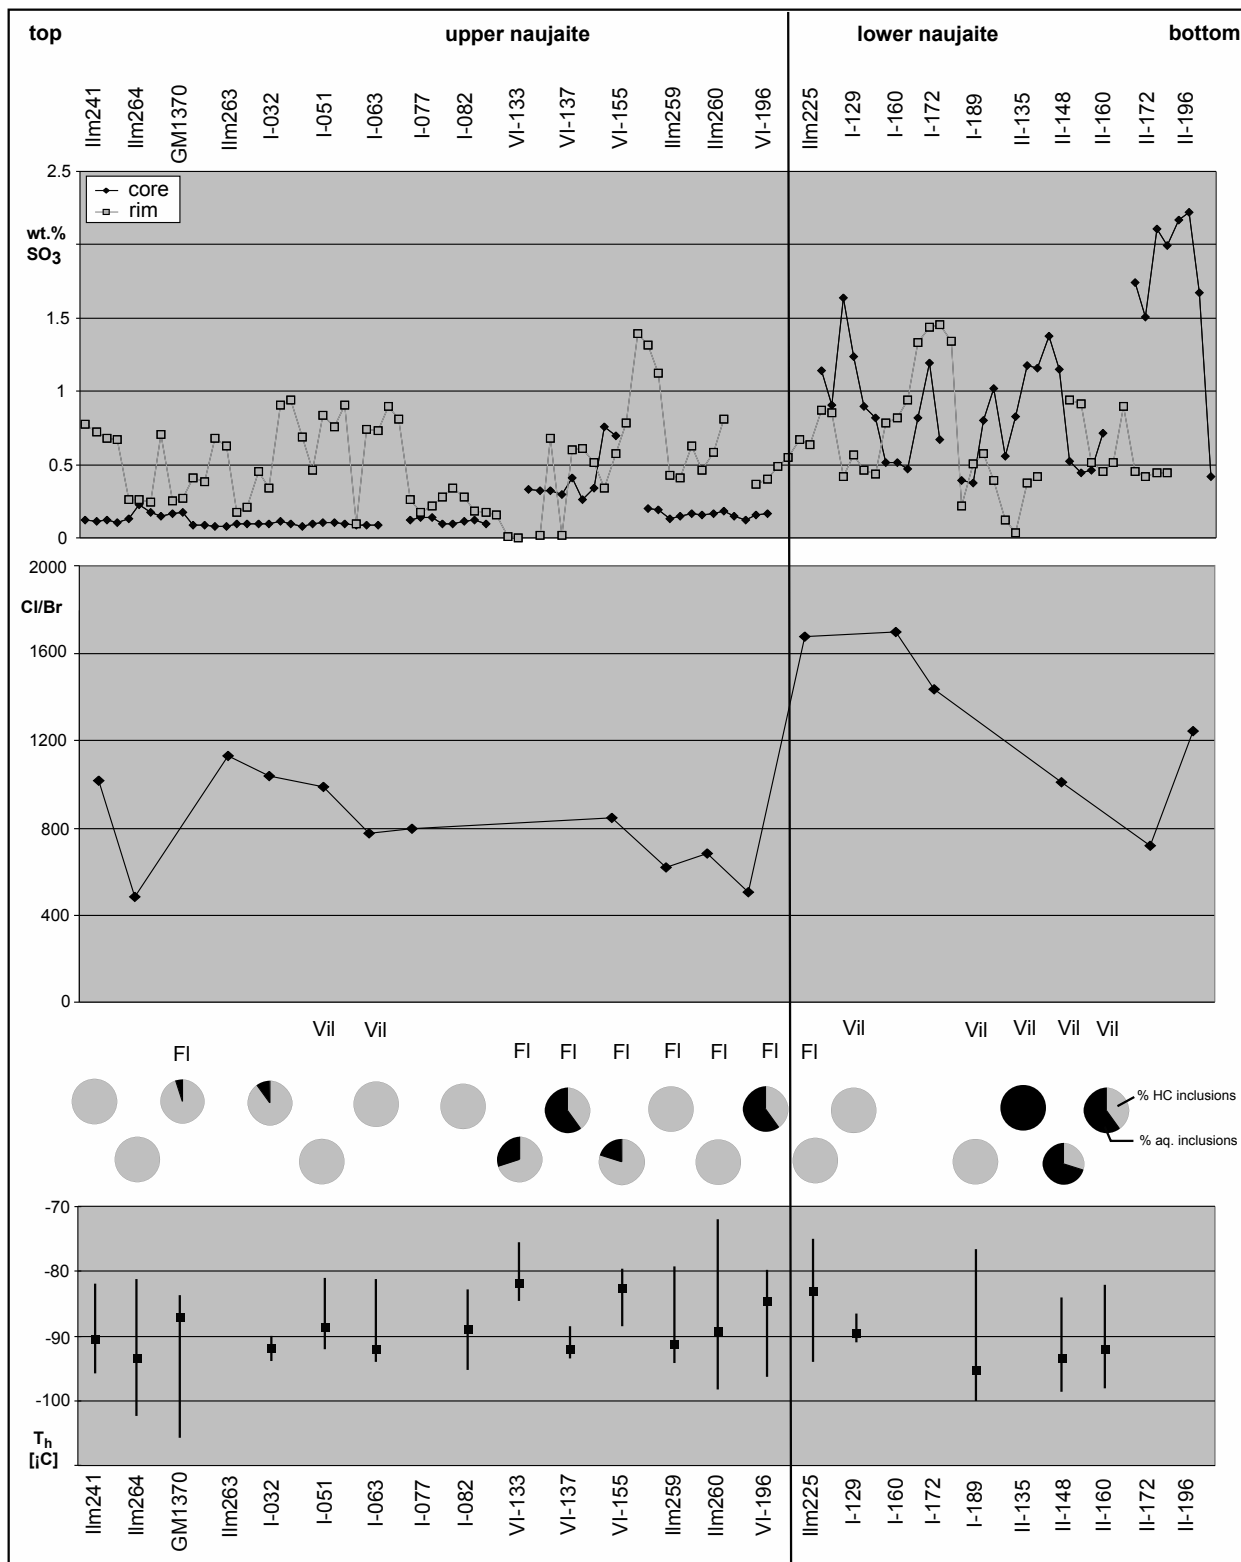 top upper naujaite lower naujaite bottom
Ilm241 Ilm264 GM1370 Ilm263 I-032 I-051 I-063 I-077 I-082 VI-133 VI-137 VI-155 Ilm259 Ilm260 VI-196 Ilm225 I-129 I-160 I-172 I-189 II-135 II-148 II-160 II-172 II-196
2.5
core
rim
wt.%
SO3
1.5
1
0.5
0
2000
Cl/Br
1600
1200
800
400
0
Vil Vil Vil Vil Vil Vil Vil
Fl Fl Fl Fl Fl Fl Fl Fl
% HC inclusions
% aq. inclusions
-70
-80
-90
-100
Th
[¡C]
Ilm241 Ilm264 GM1370 Ilm263 I-032 I-051 I-063 I-077 I-082 VI-133 VI-137 VI-155 Ilm259 Ilm260 VI-196 Ilm225 I-129 I-160 I-172 I-189 II-135 II-148 II-160 II-172 II-196